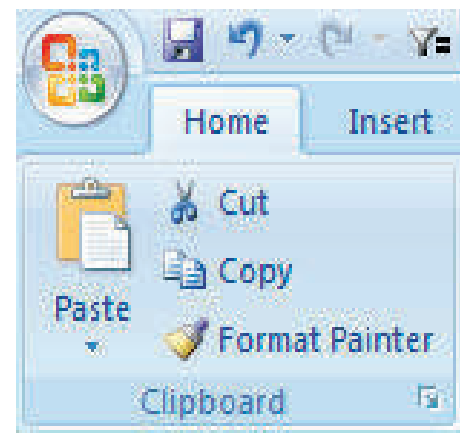 Home Insert
Cut
Copy
Paste
Format Painter
Clipboard